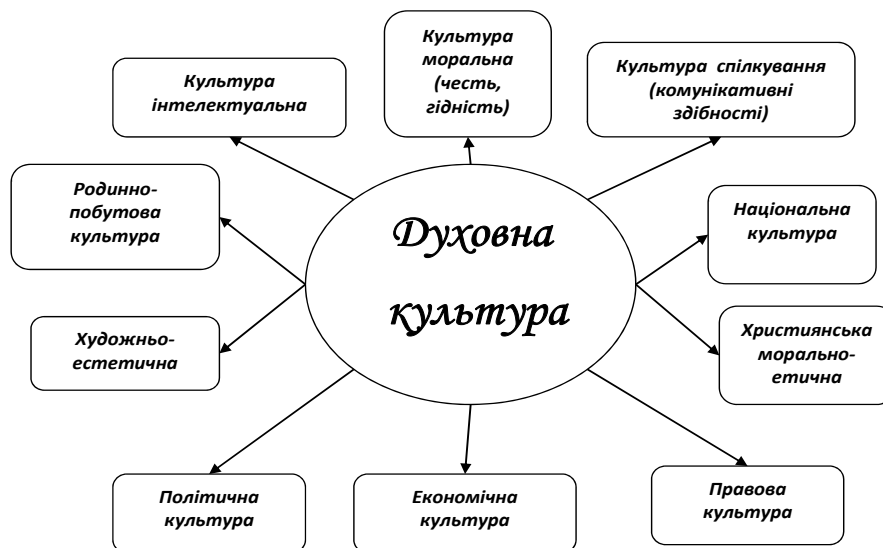 Культура
інтелектуальна
Культура
моральна
(честь,
гідність)
Культура спілкування
(комунікативні
здібності)
Родинно-
побутова
культура
Духовна
культура
Національна
культура
Художньо-
естетична
Християнська
морально-
етична
Політична
культура
Економічна
культура
Правова
культура